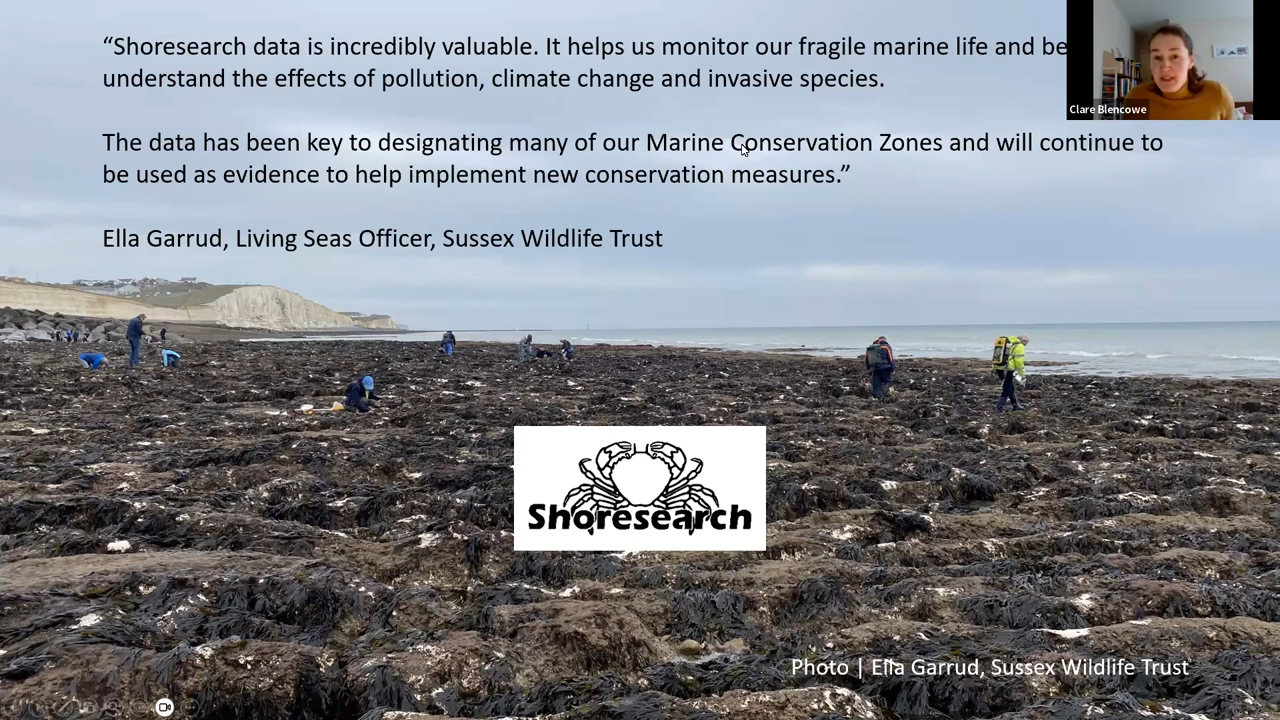 “Shoresearch data is incredibly valuable. It helps us monitor our fragile marine life and be
understand the effects of pollution, climate change and invasive species.
Clare Blencowe
The data has been key to designating many of our Marine Conservation Zones and will continue to
be used as evidence to help implement new conservation measures.”
Ella Garrud, Living Seas Officer, Sussex Wildlife Trust
Shoresearch
Photo | Ella Garrud, Sussex Wildlife Trust